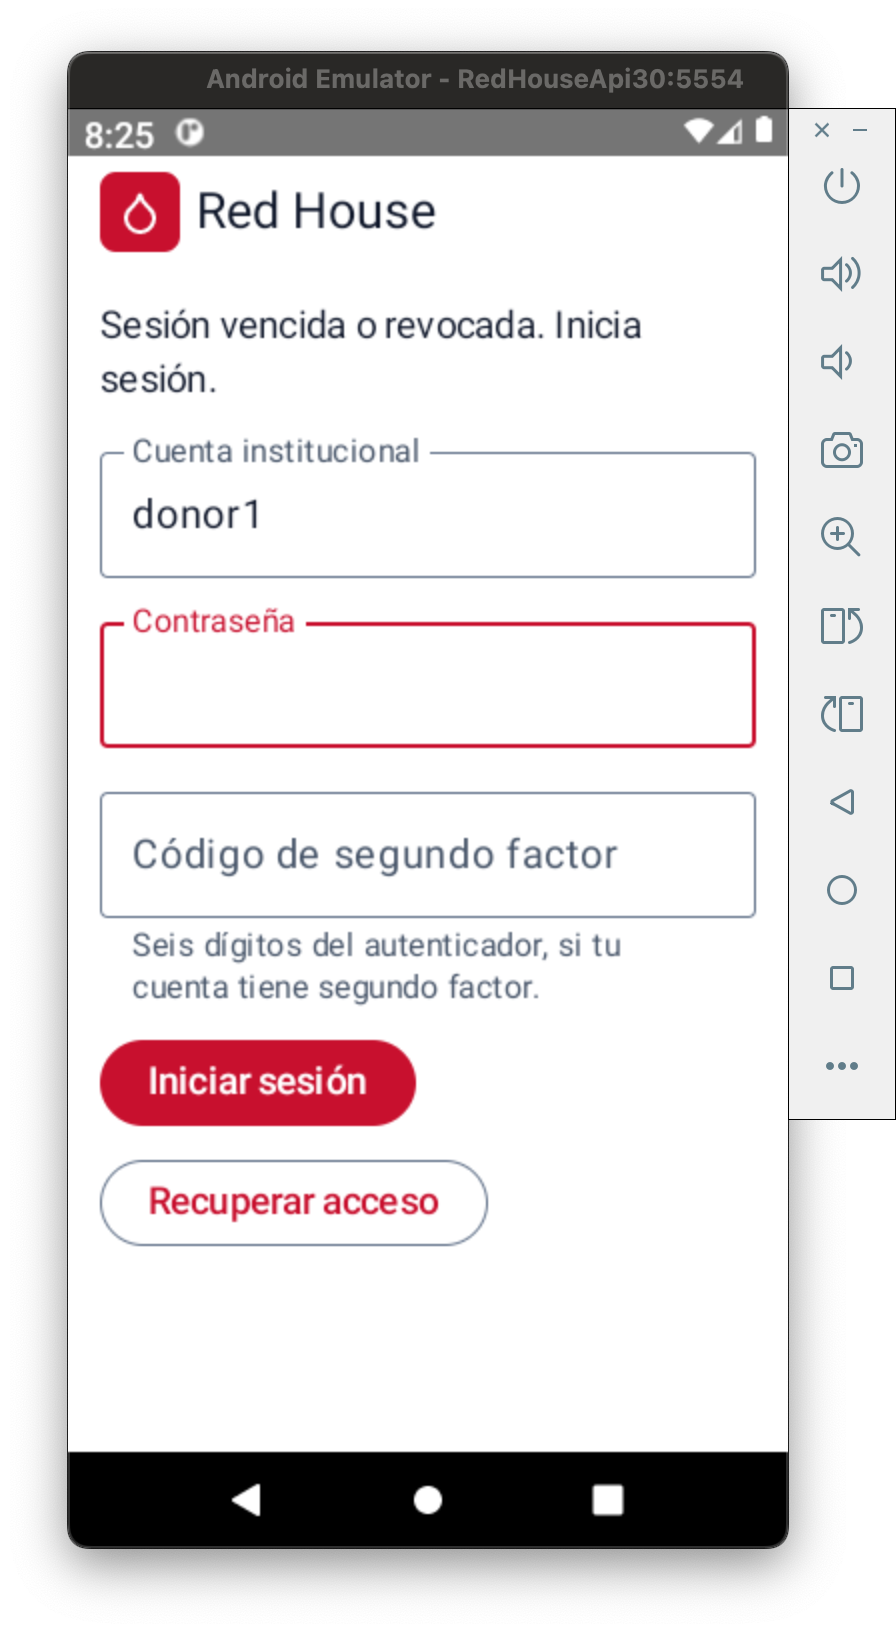 Android Emulator - RedHouseApi30:5554
8:25
Red House
Sesión vencida o revocada. Inicia
sesión.
Cuenta institucional
donor1
Contraseña
Código de segundo factor
Seis dígitos del autenticador, si tu
cuenta tiene segundo factor.
Iniciar sesión
Recuperar acceso